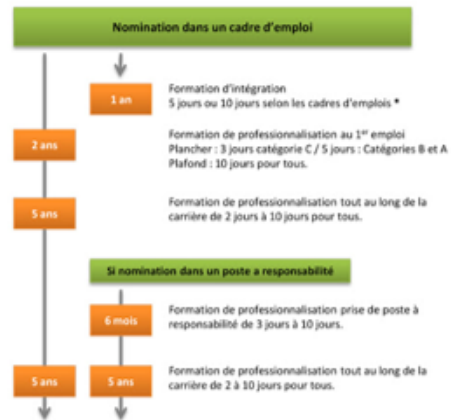 Nomination dans un cadre d'emploi
1 an
Formation d'intégration
5 jours ou 10 jours selon les cadres d'emplois *
2 ans
Formation de professionnalisation au 1er emploi
Plancher : 3 jours catégorie C / 5 jours : Catégories B et A
Plafond : 10 jours pour tous.
5 ans
Formation de professionnalisation tout au long de la
carrière de 2 jours à 10 jours pour tous.
Si nomination dans un poste a responsabilité
6 mois
Formation de professionnalisation prise de poste à
responsabilité de 3 jours à 10 jours.
5 ans
5 ans
Formation de professionnalisation tout au long de la
carrière de 2 à 10 jours pour tous.